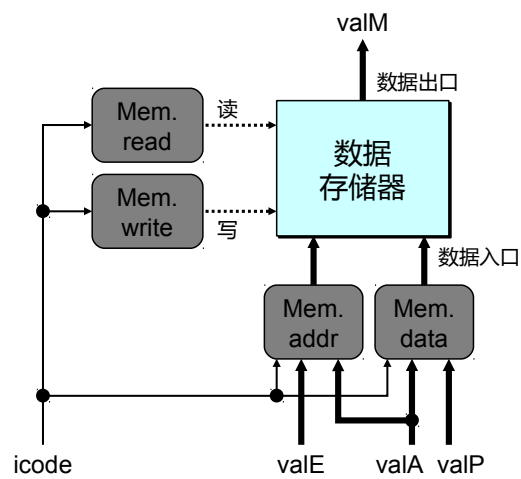 valM
数据出口
Mem.
read
读
数据
存储器
Mem.
write
写
数据入口
Mem.
addr
Mem.
data
icode
valE
valA
valP